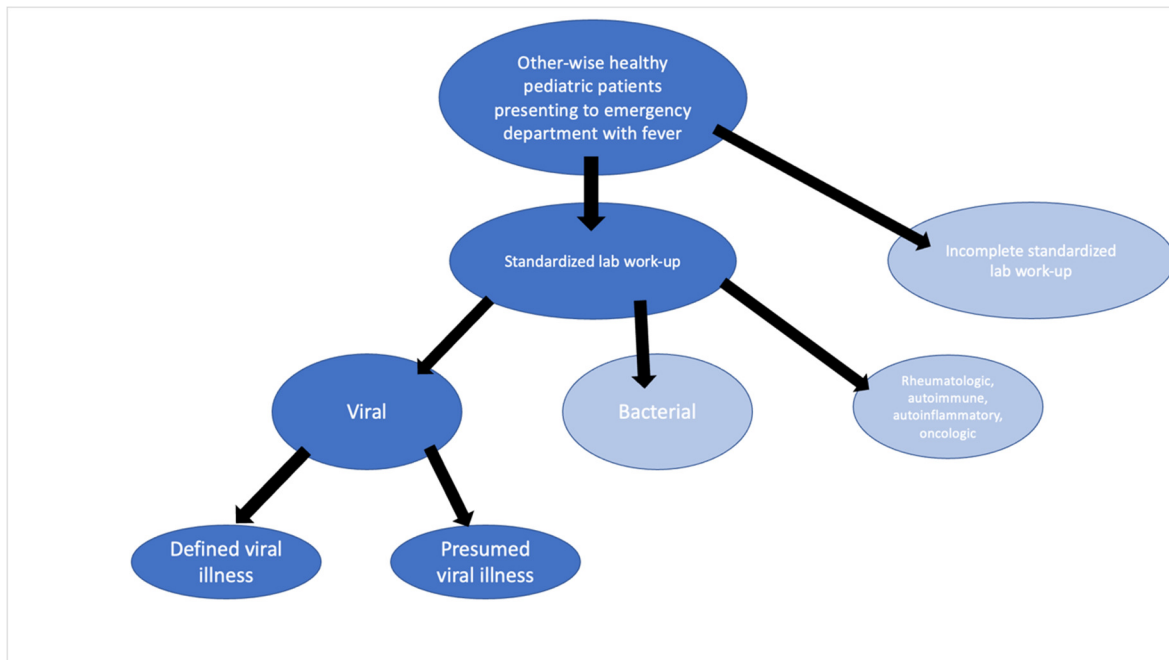 Other-wise healthy
pediatric patients
presenting to emergency
department with fever
Standardized lab work-up
Incomplete standardized
lab work-up
Viral
Bacterial
Rheumatologic,
autoimmune,
autoinflammatory,
oncologic
Defined viral
illness
Presumed
viral illness